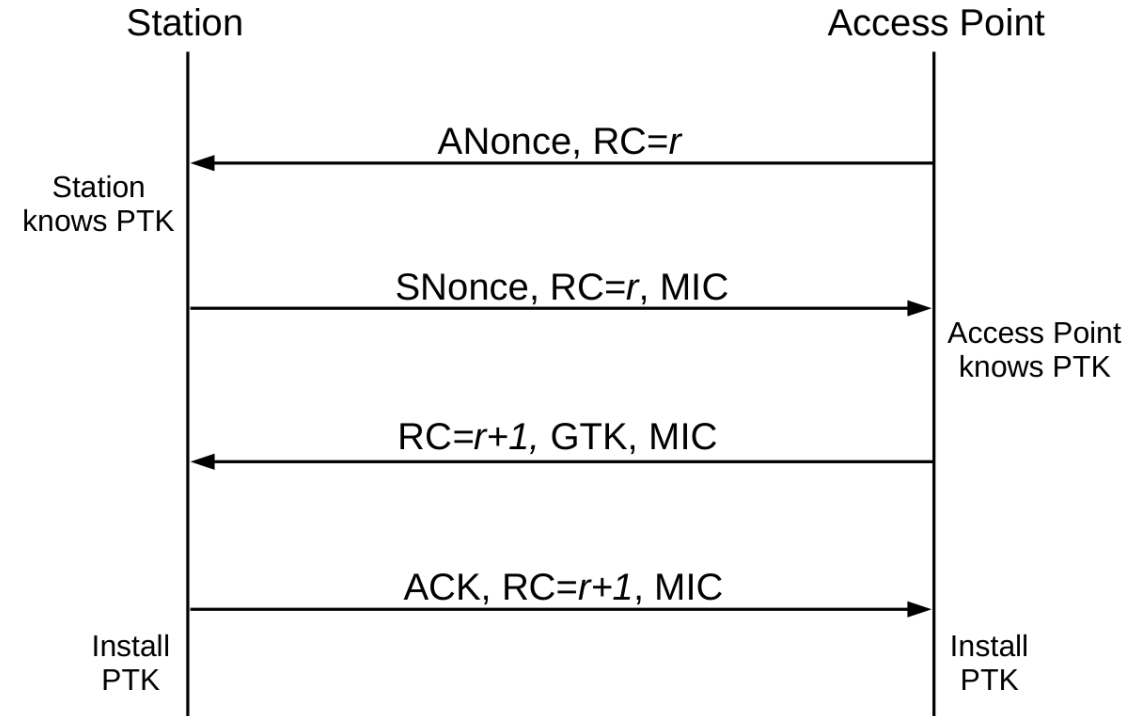 Station
Access Point
ANonce, RC=r
Station
knows PTK
SNonce, RC=r, MIC
Access Point
knows PTK
RC=r+1, GTK, MIC
ACK, RC=r+1, MIC
Install
PTK
Install
PTK